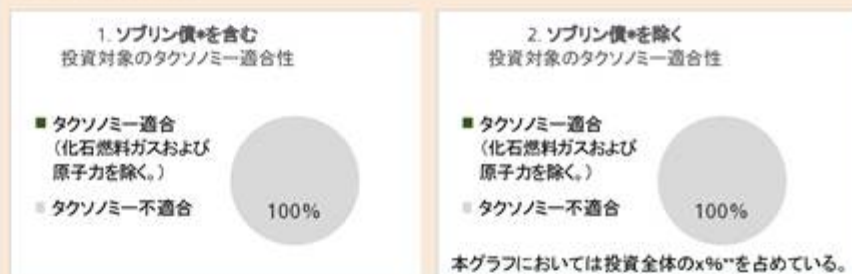 1. ソブリン債*を含む
投資対象のタクソノミー適合性
■ タクソノミー適合
(化石燃料ガスおよび
原子力を除く。)
■ タクソノミー不適合
100%
2. ソブリン債*を除く
投資対象のタクソノミー適合性
■ タクソノミー適合
(化石燃料ガスおよび
原子力を除く。)
■ タクソノミー不適合
100%
本グラフにおいては投資全体のx%**を占めている。